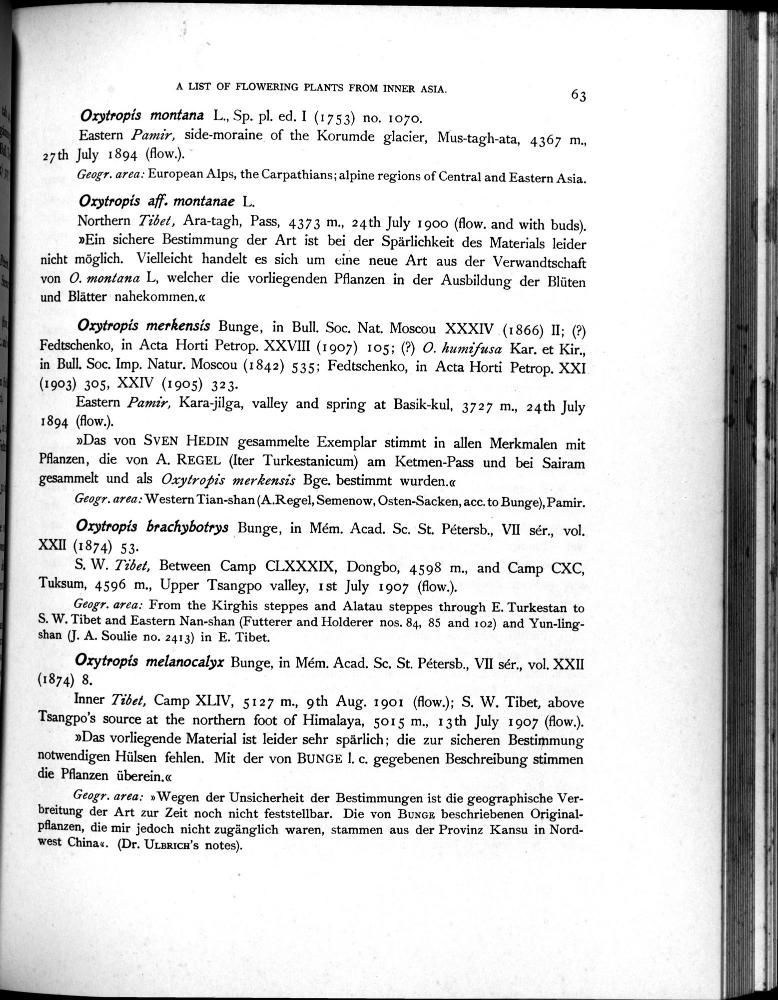 A LIST OF FLOWERING PLANTS FROM INNER ASIA.
63
Oxytropis montana L., Sp. pl. ed. I (1753) no. 1070.
Eastern Pamir, side-moraine of the Korumde glacier, Mus-tagh-ata, 4367 m.,
27th July 1894 (flow.).
Geogr. area: European Alps, the Carpathians; alpine regions of Central and Eastern Asia.
Oxytropis aff. montanae L.
Northern Tibet, Ara-tagh, Pass, 4373 m., 24th July 1900 (flow. and with buds).
»Ein sichere Bestimmung der Art ist bei der Spärlichkeit des Materials leider
nicht möglich. Vielleicht handelt es sich um eine neue Art aus der Verwandtschaft
von O. montana L, welcher die vorliegenden Pflanzen in der Ausbildung der Blüten
und Blätter nahekommen.«
Oxytropis merkensis Bunge, in Bull. Soc. Nat. Moscou XXXIV (1866) II; (?)
Fedtschenko, in Acta Horti Petrop. XXVIII (1907) 105; (?) O. humifusa Kar. et Kir.,
in Bull. Soc. Imp. Natur. Moscou (1842) 535; Fedtschenko, in Acta Horti Petrop. XXI
(1903) 305, XXIV (1905) 323.
Eastern Pamir, Kara-jilga, valley and spring at Basik-kul, 3727 m., 24th July
1894 (flow.).
»Das von SVEN HEDIN gesammelte Exemplar stimmt in allen Merkmalen mit
Pflanzen, die von A. REGEL (Iter Turkestanicum) am Ketmen-Pass und bei Sairam
gesammelt und als Oxytropis merkensis Bge. bestimmt wurden.«
Geogr. area: Western Tian-shan (A.Regel, Semenow, Osten-Sacken, acc. to Bunge), Pamir.
Oxytropis brachybotrys Bunge, in Mém. Acad. Sc. St. Pétersb., VII sér., vol.
XXII (1874) 53.
S. W. Tibet, Between Camp CLXXXIX, Dongbo, 4598 m., and Camp CXC,
Tuksum, 4596 m., Upper Tsangpo valley, 1st July 1907 (flow.).
Geogr. area: From the Kirghis steppes and Alatau steppes through E. Turkestan to
S. W. Tibet and Eastern Nan-shan (Futterer and Holderer nos. 84, 85 and 102) and Yun-ling-
shan (J. A. Soulie no. 2413) in E. Tibet.
Oxytropis melanocalyx Bunge, in Mém. Acad. Sc. St. Pétersb., VII sér., vol. XXII
(1874) 8.
Inner Tibet, Camp XLIV, 5127 m., 9th Aug. 1901 (flow.); S. W. Tibet, above
Tsangpo's source at the northern foot of Himalaya, 5015 m., 13th July 1907 (flow.).
»Das vorliegende Material ist leider sehr spärlich; die zur sicheren Bestimmung
notwendigen Hülsen fehlen. Mit der von BUNGE l. c. gegebenen Beschreibung stimmen
die Pflanzen überein.«
Geogr. area: »Wegen der Unsicherheit der Bestimmungen ist die geographische Ver-
breitung der Art zur Zeit noch nicht feststellbar. Die von BUNGE beschriebenen Original-
pflanzen, die mir jedoch nicht zugänglich waren, stammen aus der Provinz Kansu in Nord-
west China«. (Dr. ULBRICH's notes).